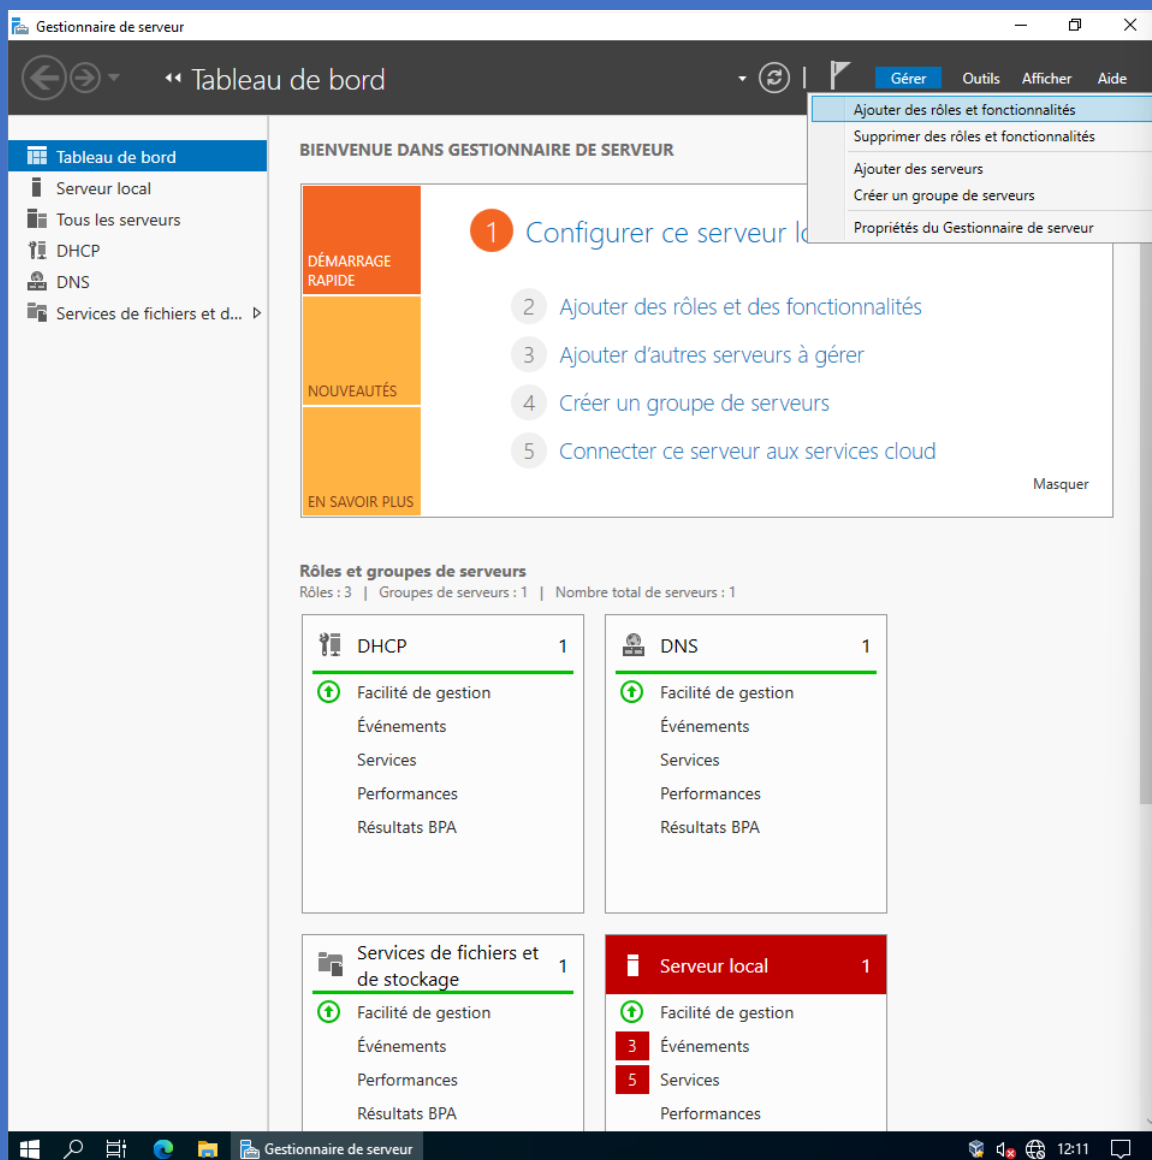 Gestionnaire de serveur
Tableau de bord
Gérer Outils Afficher Aide
Ajouter des rôles et fonctionnalités
Supprimer des rôles et fonctionnalités
Ajouter des serveurs
Créer un groupe de serveurs
Propriétés du Gestionnaire de serveur
Tableau de bord
Serveur local
Tous les serveurs
DHCP
DNS
Services de fichiers et d...
BIENVENUE DANS GESTIONNAIRE DE SERVEUR
DÉMARRAGE
RAPIDE
NOUVEAUTÉS
EN SAVOIR PLUS
1 Configurer ce serveur
2 Ajouter des rôles et des fonctionnalités
3 Ajouter d'autres serveurs à gérer
4 Créer un groupe de serveurs
5 Connecter ce serveur aux services cloud
Masquer
Rôles et groupes de serveurs
Rôles : 3 | Groupes de serveurs : 1 | Nombre total de serveurs : 1
DHCP 1
Facilité de gestion
Événements
Services
Performances
Résultats BPA
DNS 1
Facilité de gestion
Événements
Services
Performances
Résultats BPA
Services de fichiers et
de stockage 1
Facilité de gestion
Événements
Performances
Résultats BPA
Serveur local 1
Facilité de gestion
3 Événements
5 Services
Performances
Gestionnaire de serveur
12:11